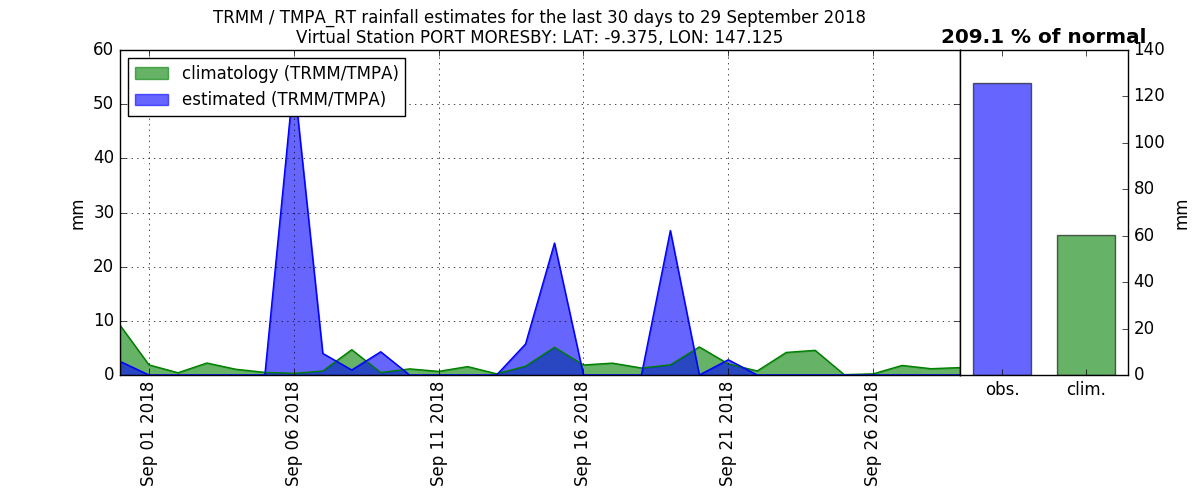 TRMM / TMPA_RT rainfall estimates for the last 30 days to 29 September 2018
Virtual Station PORT MORESBY: LAT: -9.375, LON: 147.125
209.1 % of normal
climatology (TRMM/TMPA)
estimated (TRMM/TMPA)
60
50
40
30
20
10
0
mm
Sep 01 2018
Sep 06 2018
Sep 11 2018
Sep 16 2018
Sep 21 2018
Sep 26 2018
obs.
clim.
140
120
100
80
60
40
20
0
mm